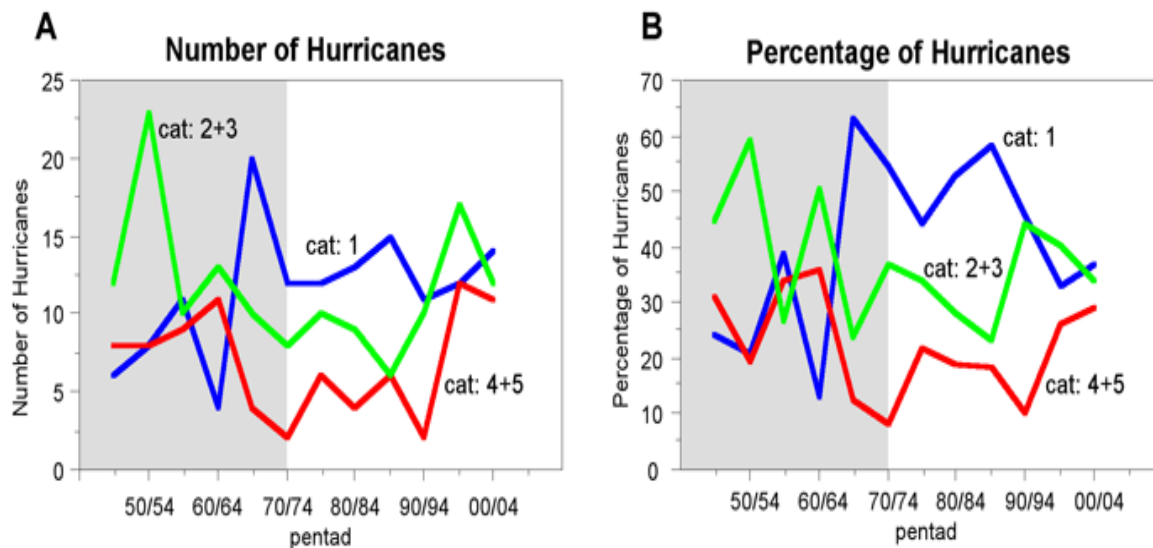 A
Number of Hurricanes
Number of Hurricanes
25
20
15
10
5
0
cat: 2+3
cat: 1
cat: 4+5
50/54 60/64 70/74 80/84 90/94 00/04
pentad
B
Percentage of Hurricanes
Percentage of Hurricanes
70
60
50
40
30
20
10
0
cat: 1
cat: 2+3
cat: 4+5
50/54 60/64 70/74 80/84 90/94 00/04
pentad